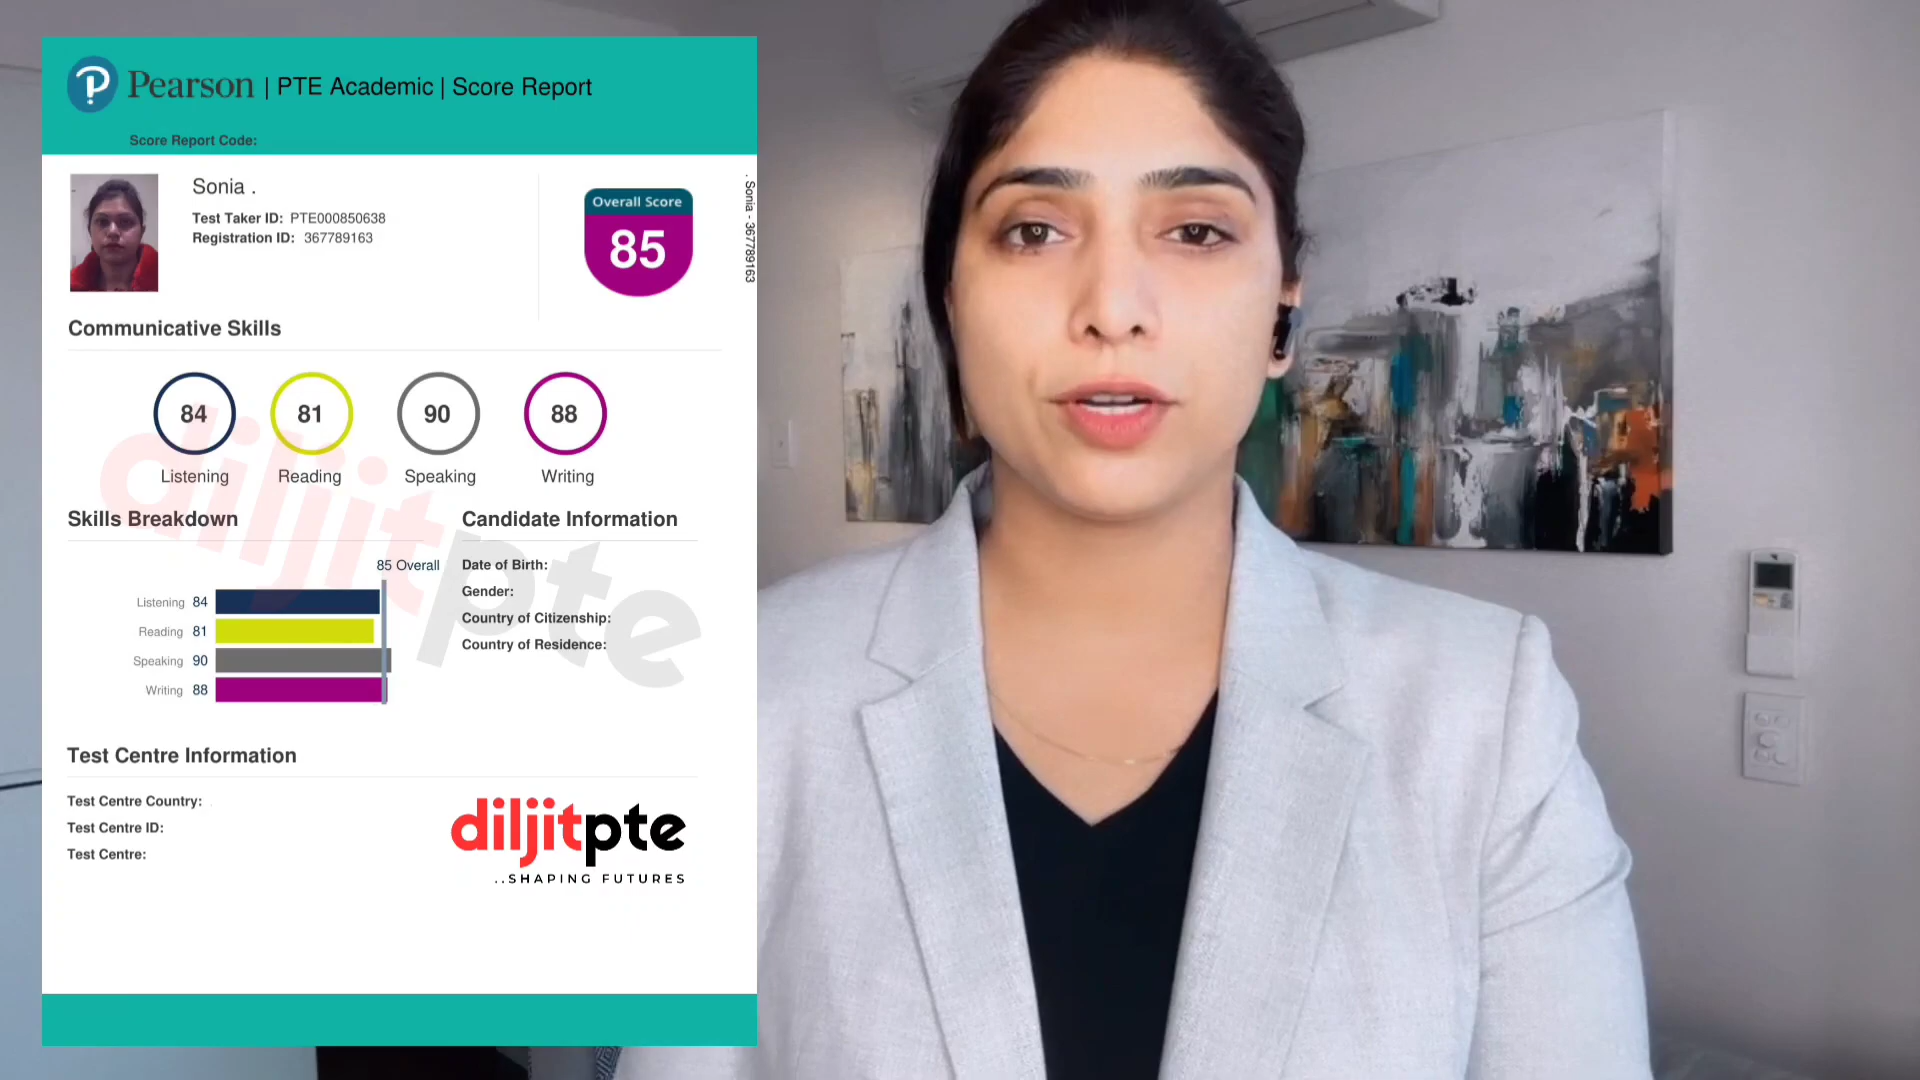 Pearson | PTE Academic | Score Report
Score Report Code:
Sonia .
Test Taker ID: PTE000850638
Registration ID: 367789163
Overall Score
85
. Sonia - 367789163
Communicative Skills
84 81 90 88
Listening Reading Speaking Writing
Skills Breakdown
85 Overall
Listening 84
Reading 81
Speaking 90
Writing 88
Candidate Information
Date of Birth:
Gender:
Country of Citizenship:
Country of Residence:
diljitpte
Test Centre Information
Test Centre Country:
Test Centre ID:
Test Centre:
diljitpte
..SHAPING FUTURES